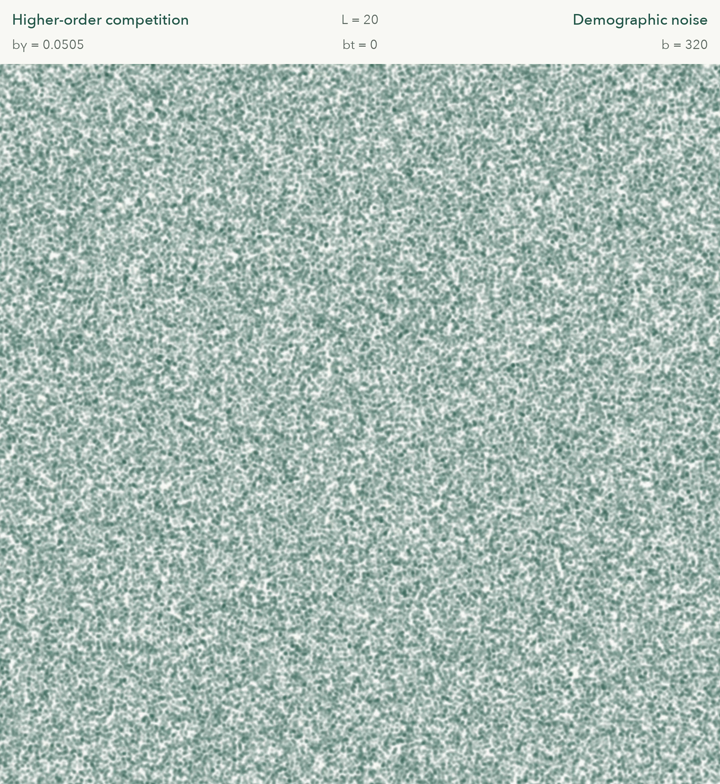 Higher-order competition
L = 20
Demographic noise
bγ = 0.0505
bt = 0
b = 320